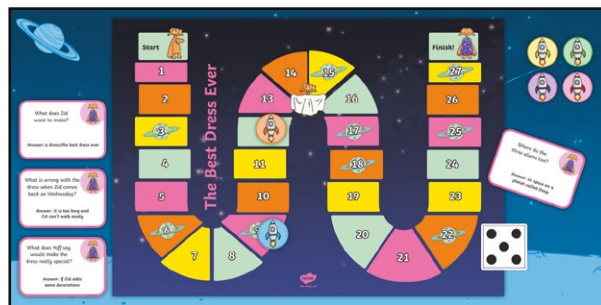 What does Zid
want to make?
Answer: a dress/the best dress ever
What is wrong with the
dress when Zid comes back
on Wednesday?
Answer: it is too long and
Zid can't walk easily
What does
say
would make the
dress really special?
Answer: if Zid adds
some decorations
Start
1
2
3
4
5
6
7
8
9
10
11
13
14
15
16
17
18
19
20
21
22
23
24
25
26
27
Finish!
The Best Dress Ever
Where do the
three aliens live?
Answer: in space on a
planet called